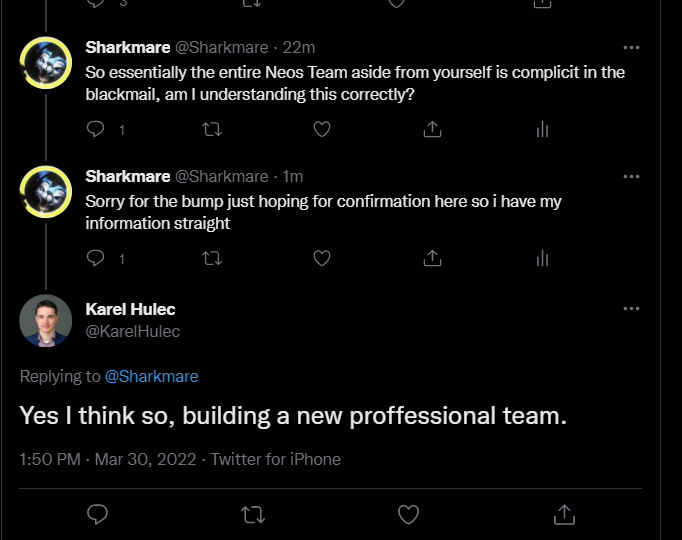 3
Sharkmare @Sharkmare · 22m
So essentially the entire Neos Team aside from yourself is complicit in the
blackmail, am I understanding this correctly?
1
Sharkmare @Sharkmare · 1m
Sorry for the bump just hoping for confirmation here so i have my
information straight
1
Karel Hulec
@KarelHulec
Replying to @Sharkmare
Yes I think so, building a new proffessional team.
1:50 PM · Mar 30, 2022 · Twitter for iPhone